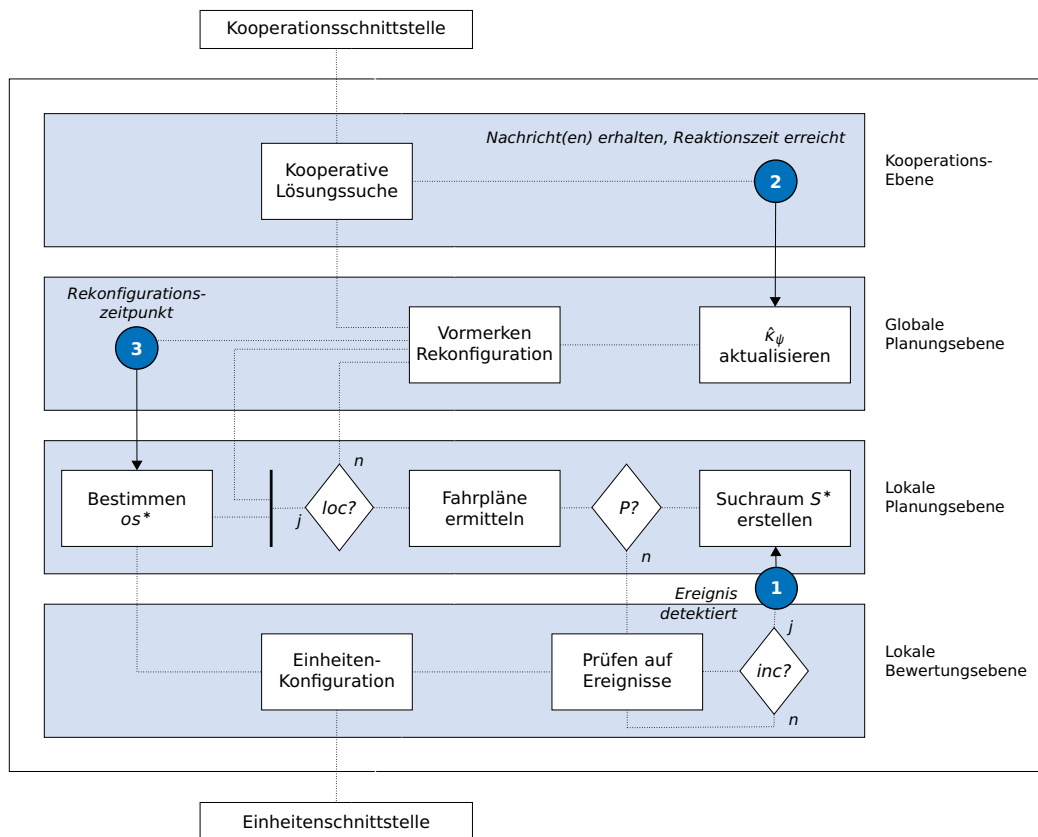 Kooperationsschnittstelle
Nachricht(en) erhalten, Reaktionszeit erreicht
Kooperative
Lösungssuche
2
Kooperations-
Ebene
Rekonfigurations-
zeitpunkt
3
Vormerken
Rekonfiguration
κ̂ψ
aktualisieren
Globale
Planungsebene
n
Bestimmen
os*
j
loc?
Fahrpläne
ermitteln
P?
Suchraum S*
erstellen
Lokale
Planungsebene
n
1
Ereignis
detektiert
j
Einheiten-
Konfiguration
Prüfen auf
Ereignisse
inc?
Lokale
Bewertungsebene
n
Einheitenschnittstelle